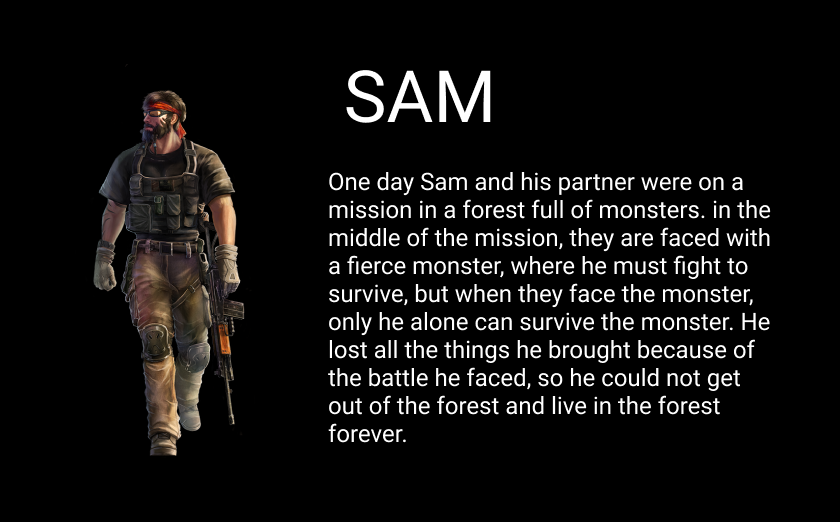 SAM
One day Sam and his partner were on a
mission in a forest full of monsters. in the
middle of the mission, they are faced with
a fierce monster, where he must fight to
survive, but when they face the monster,
only he alone can survive the monster. He
lost all the things he brought because of
the battle he faced, so he could not get
out of the forest and live in the forest
forever.